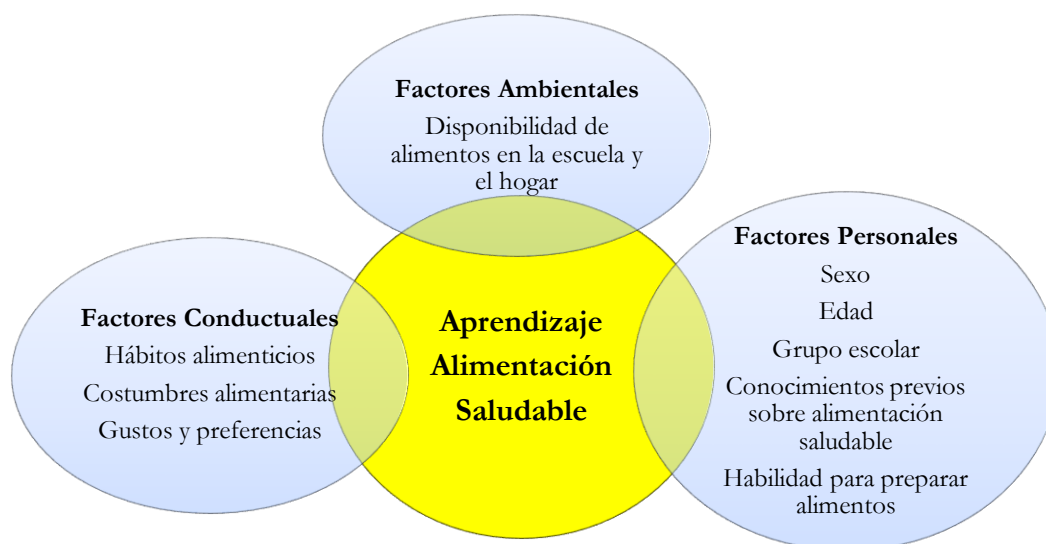 Factores Ambientales
Disponibilidad de
alimentos en la escuela y
el hogar
Factores Conductuales
Hábitos alimenticios
Costumbres alimentarias
Gustos y preferencias
Aprendizaje
Alimentación
Saludable
Factores Personales
Sexo
Edad
Grupo escolar
Conocimientos previos
sobre alimentación
saludable
Habilidad para preparar
alimentos